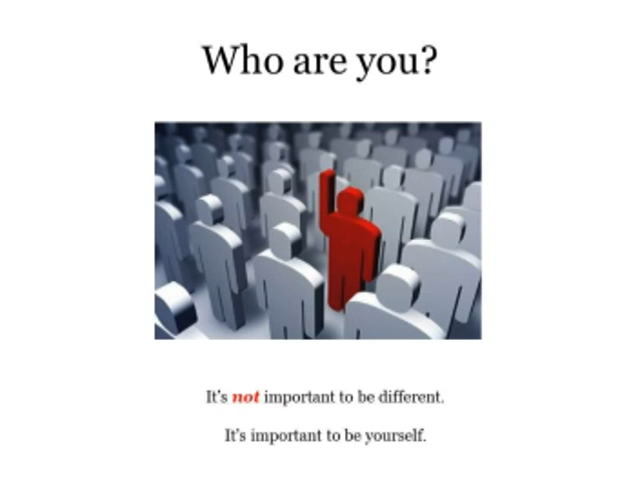 Who are you?
It's not important to be different.
It's important to be yourself.